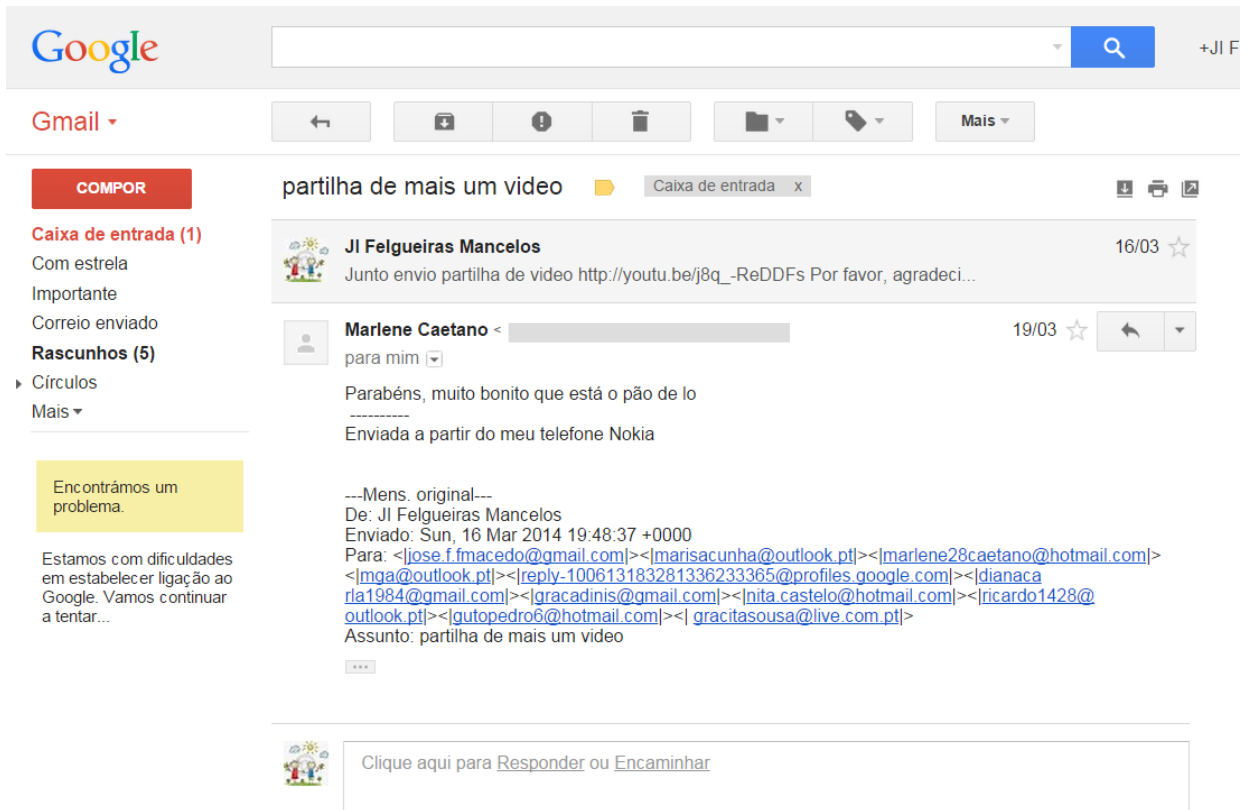 Google
+JI F
Gmail
Mais
COMPOR
partilha de mais um video
Caixa de entrada x
Caixa de entrada (1)
Com estrela
Importante
Correio enviado
Rascunhos (5)
Círculos
Mais
Encontrámos um
problema.
Estamos com dificuldades
em estabelecer ligação ao
Google. Vamos continuar
a tentar...
JI Felgueiras Mancelos
16/03
Junto envio partilha de video http://youtu.be/j8q_-ReDDFs Por favor, agradeci...
Marlene Caetano <
19/03
para mim
Parabéns, muito bonito que está o pão de lo
----------
Enviada a partir do meu telefone Nokia
---Mens. original---
De: JI Felgueiras Mancelos
Enviado: Sun, 16 Mar 2014 19:48:37 +0000
Para: <|jose.f.fmacedo@gmail.com|><|marisacunha@outlook.pt|><|marlene28caetano@hotmail.com|>
<|mga@outlook.pt|><|reply-100613183281336233365@profiles.google.com|><|dianaca
rla1984@gmail.com|><|gracadinis@gmail.com|><|nita.castelo@hotmail.com|><|ricardo1428@
outlook.pt|><|gutopedro6@hotmail.com|><| gracitasousa@live.com.pt|>
Assunto: partilha de mais um video
Clique aqui para Responder ou Encaminhar